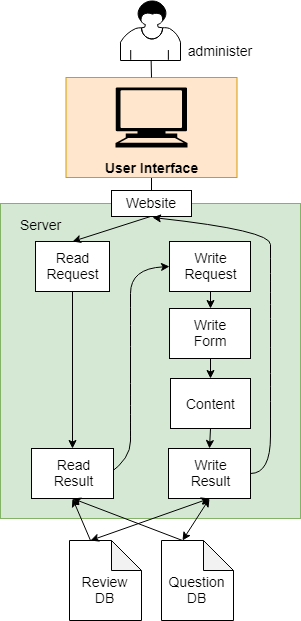 administer
User Interface
Website
Server
Read
Request
Write
Request
Write
Form
Content
Read
Result
Write
Result
Review
DB
Question
DB